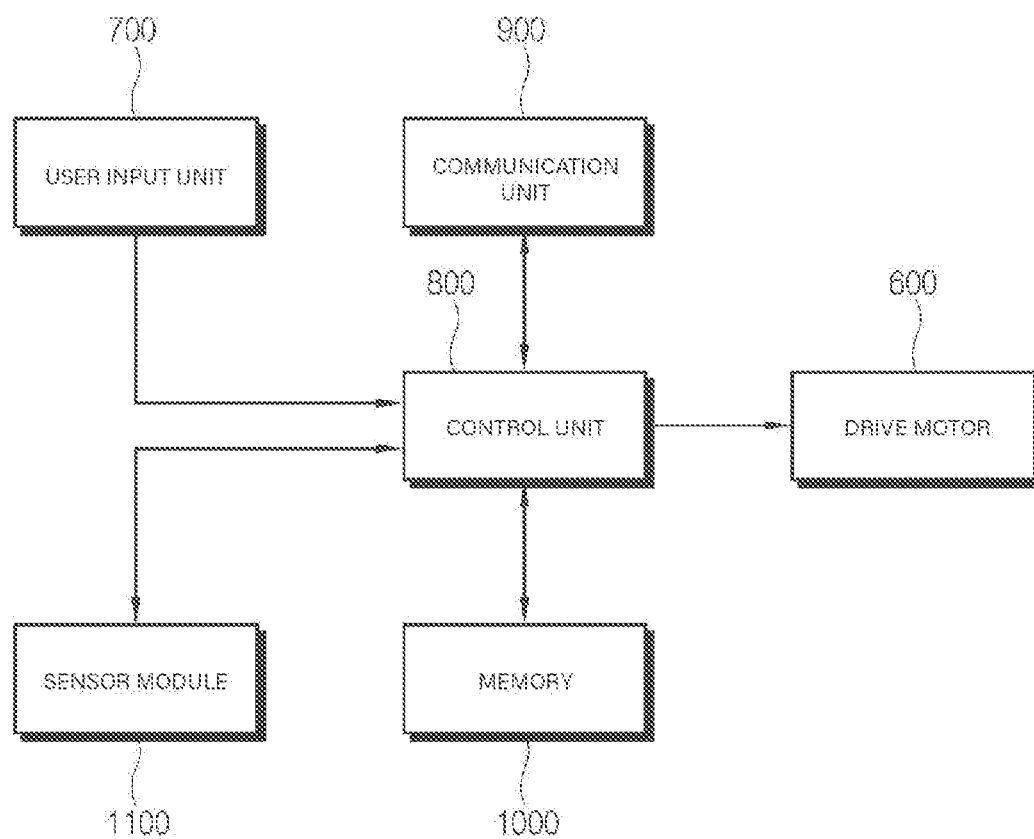 700
900
USER INPUT UNIT
COMMUNICATION
UNIT
800
600
CONTROL UNIT
DRIVE MOTOR
SENSOR MODULE
MEMORY
1100
1000